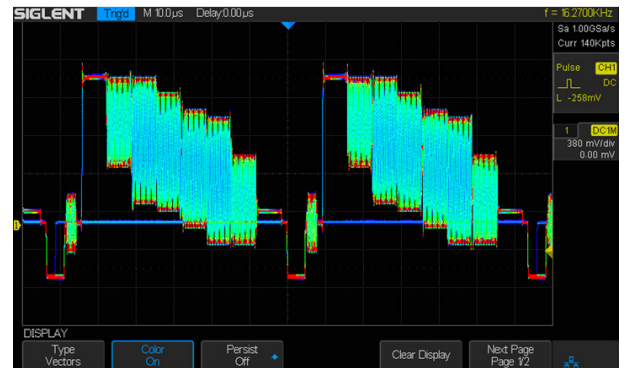 SIGLENT Trig'd M 10.0µs Delay:0.00µs f = 16.2700KHz
Sa 1.00GSa/s
Curr 140Kpts
Pulse CH1
DC
L -258mV
1 DC1M
380 mV/div
0.00 mV
1
DISPLAY
Type Color Persist Clear Display Next Page
Vectors On Off Page 1/2